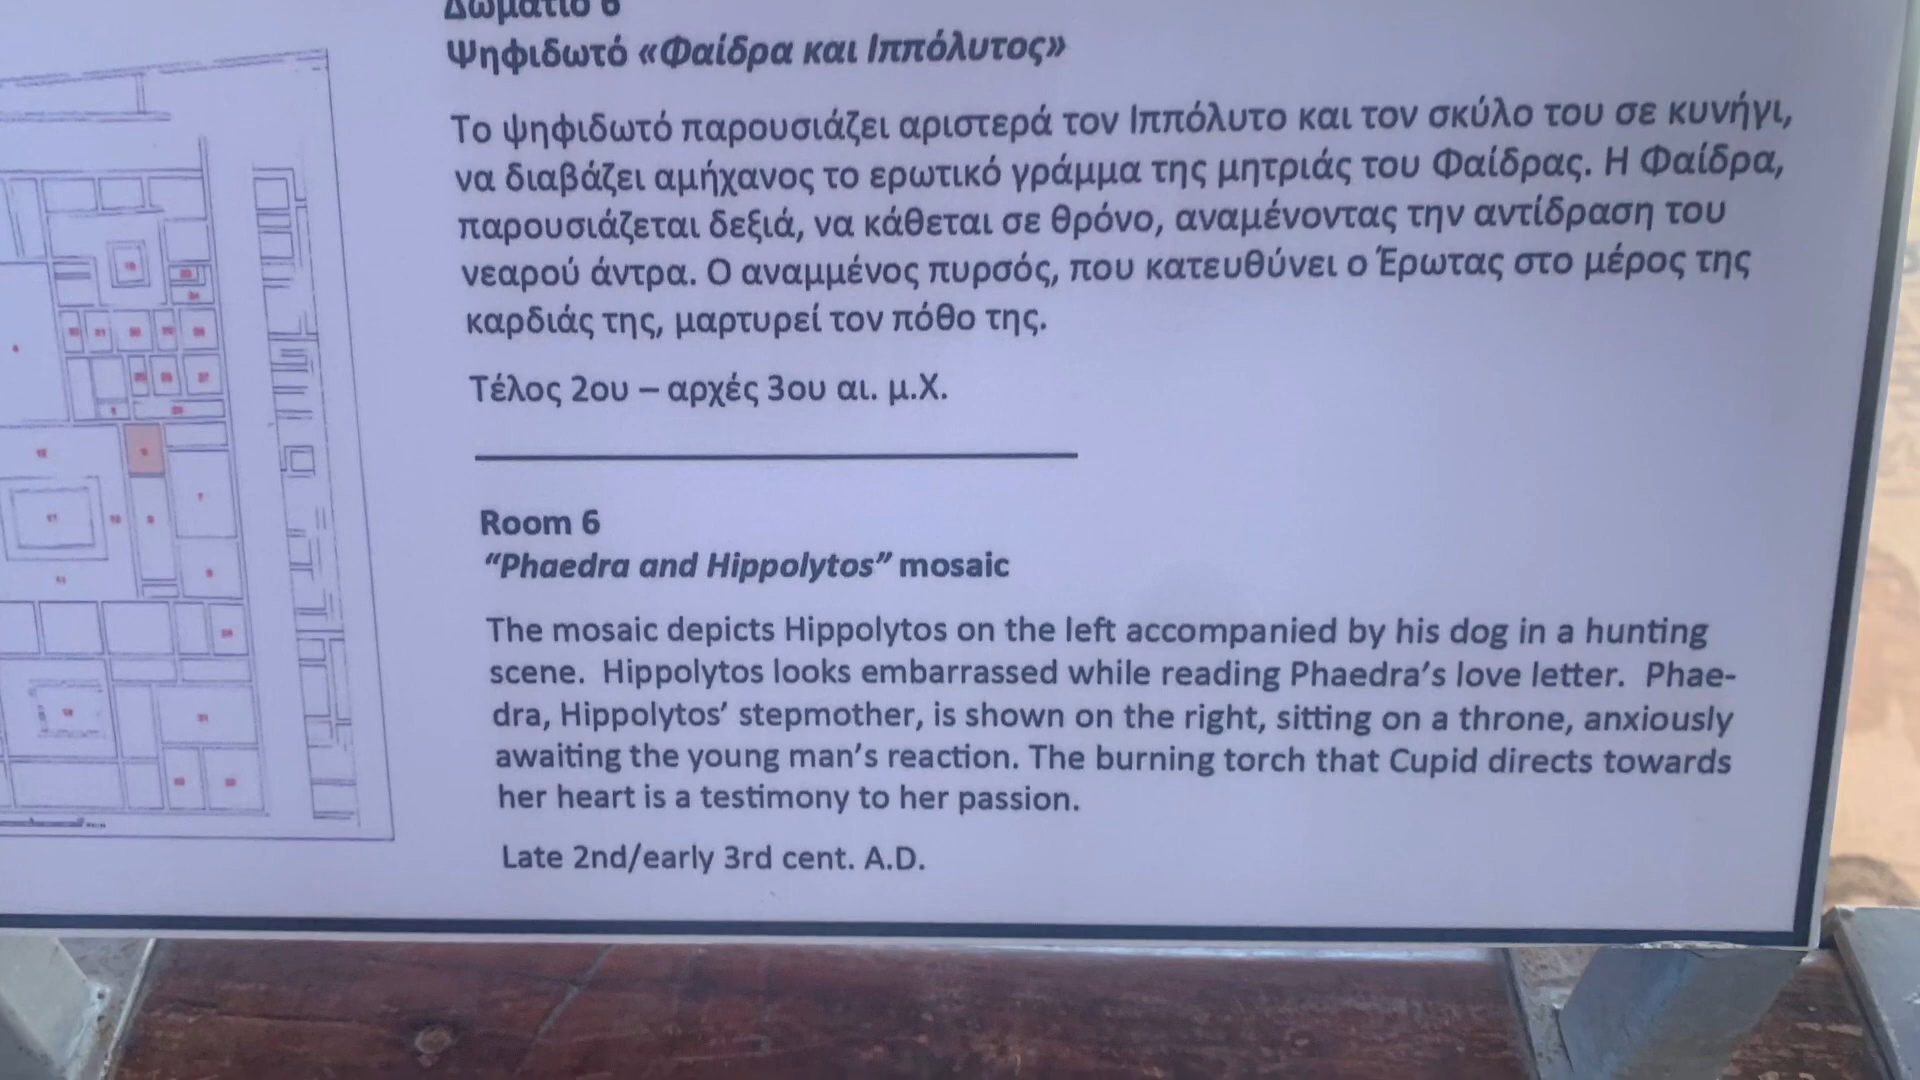 Δωμάτιο 6
Ψηφιδωτό «Φαίδρα και Ιππόλυτος»
Το ψηφιδωτό παρουσιάζει αριστερά τον Ιππόλυτο και τον σκύλο του σε κυνήγι,
να διαβάζει αμήχανος το ερωτικό γράμμα της μητριάς του Φαίδρας. Η Φαίδρα,
παρουσιάζεται δεξιά, να κάθεται σε θρόνο, αναμένοντας την αντίδραση του
νεαρού άντρα. Ο αναμμένος πυρσός, που κατευθύνει ο Έρωτας στο μέρος της
καρδιάς της, μαρτυρεί τον πόθο της.
Τέλος 2ου – αρχές 3ου αι. μ.Χ.
Room 6
“Phaedra and Hippolytos” mosaic
The mosaic depicts Hippolytos on the left accompanied by his dog in a hunting
scene. Hippolytos looks embarrassed while reading Phaedra’s love letter. Phae-
dra, Hippolytos’ stepmother, is shown on the right, sitting on a throne, anxiously
awaiting the young man’s reaction. The burning torch that Cupid directs towards
her heart is a testimony to her passion.
Late 2nd/early 3rd cent. A.D.